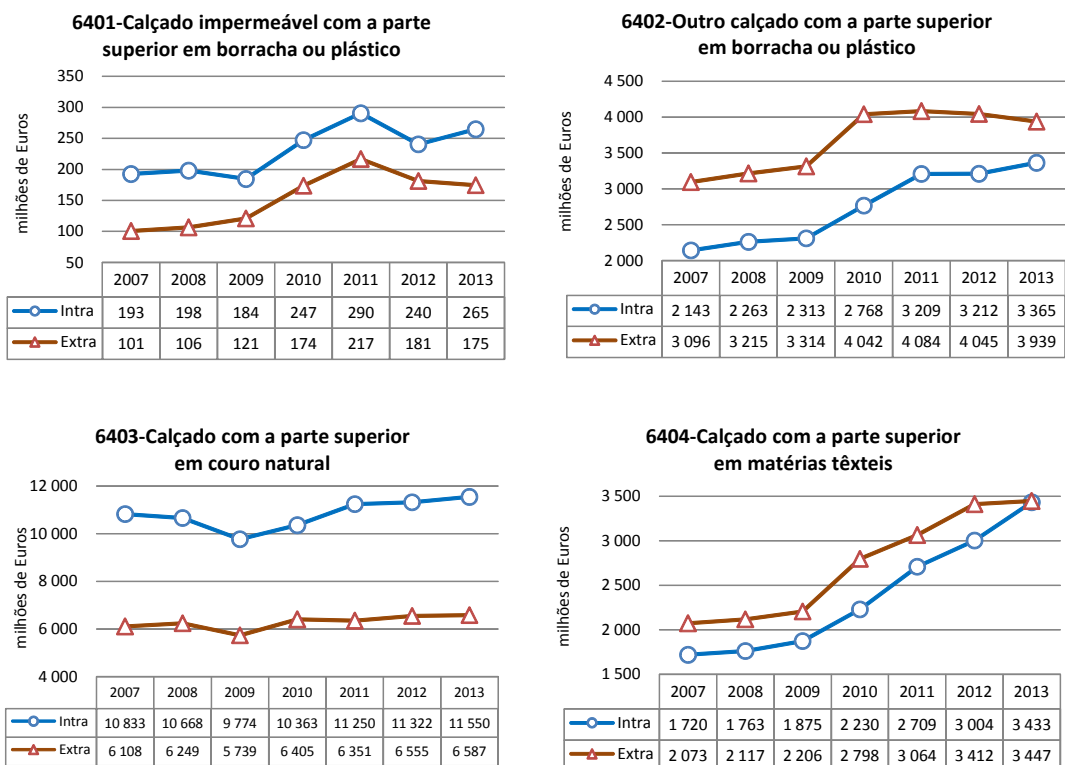 6401-Calçado impermeável com a parte
superior em borracha ou plástico
350
300
250
200
150
100
50
milhões de Euros
2007 2008 2009 2010 2011 2012 2013
Intra 193 198 184 247 290 240 265
Extra 101 106 121 174 217 181 175
6402-Outro calçado com a parte superior
em borracha ou plástico
4 500
4 000
3 500
3 000
2 500
2 000
milhões de Euros
2007 2008 2009 2010 2011 2012 2013
Intra 2 143 2 263 2 313 2 768 3 209 3 212 3 365
Extra 3 096 3 215 3 314 4 042 4 084 4 045 3 939
6403-Calçado com a parte superior
em couro natural
12 000
10 000
8 000
6 000
4 000
milhões de Euros
2007 2008 2009 2010 2011 2012 2013
Intra 10 833 10 668 9 774 10 363 11 250 11 322 11 550
Extra 6 108 6 249 5 739 6 405 6 351 6 555 6 587
6404-Calçado com a parte superior
em matérias têxteis
3 500
3 000
2 500
2 000
1 500
milhões de Euros
2007 2008 2009 2010 2011 2012 2013
Intra 1 720 1 763 1 875 2 230 2 709 3 004 3 433
Extra 2 073 2 117 2 206 2 798 3 064 3 412 3 447